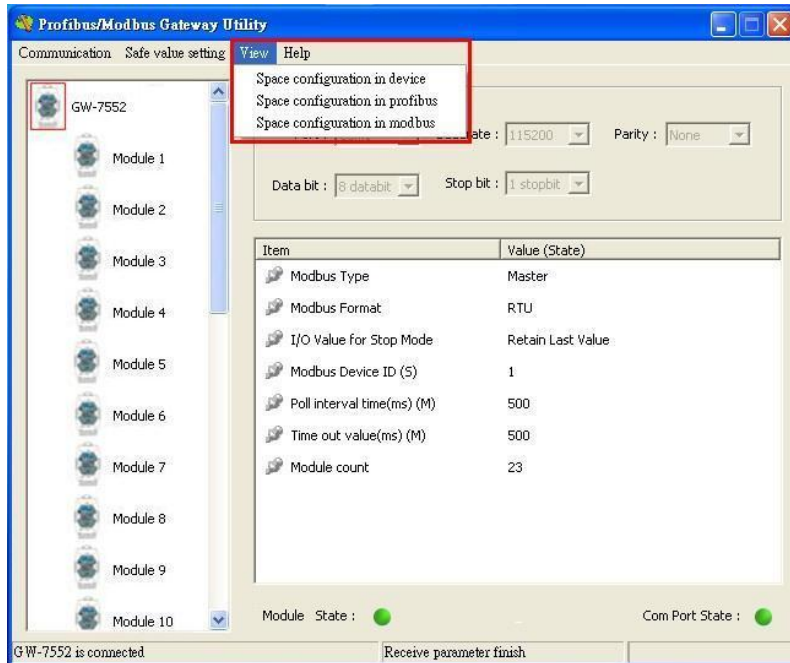 Profibus/Modbus Gateway Utility
Communication Safe value setting View Help
Space configuration in device
Space configuration in profibus
Space configuration in modbus
GW-7552
Module 1
Module 2
Module 3
Module 4
Module 5
Module 6
Module 7
Module 8
Module 9
Module 10
115200 Parity : None
Data bit : 8 databit Stop bit : 1 stopbit
Item Value (State)
Modbus Type Master
Modbus Format RTU
I/O Value for Stop Mode Retain Last Value
Modbus Device ID (S) 1
Poll interval time(ms) (M) 500
Time out value(ms) (M) 500
Module count 23
Module State : Com Port State :
GW-7552 is connected Receive parameter finish